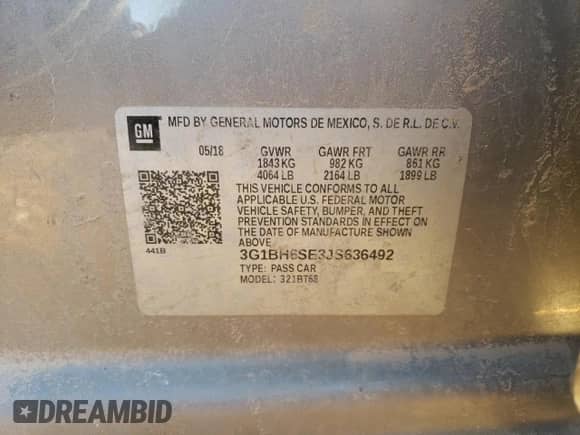 GM
MFD BY GENERAL MOTORS DE MEXICO, S. DE R.L. DE C.V.
05/18 GVWR GAWR FRT GAWR RR
1843 KG 982 KG 861 KG
4064 LB 2164 LB 1899 LB
THIS VEHICLE CONFORMS TO ALL
APPLICABLE U.S. FEDERAL MOTOR
VEHICLE SAFETY, BUMPER, AND THEFT
PREVENTION STANDARDS IN EFFECT ON
THE DATE OF MANUFACTURE SHOWN
ABOVE
441B
3G1BH6SE3JS636492
TYPE: PASS CAR
MODEL: 321BT68
DREAMBID